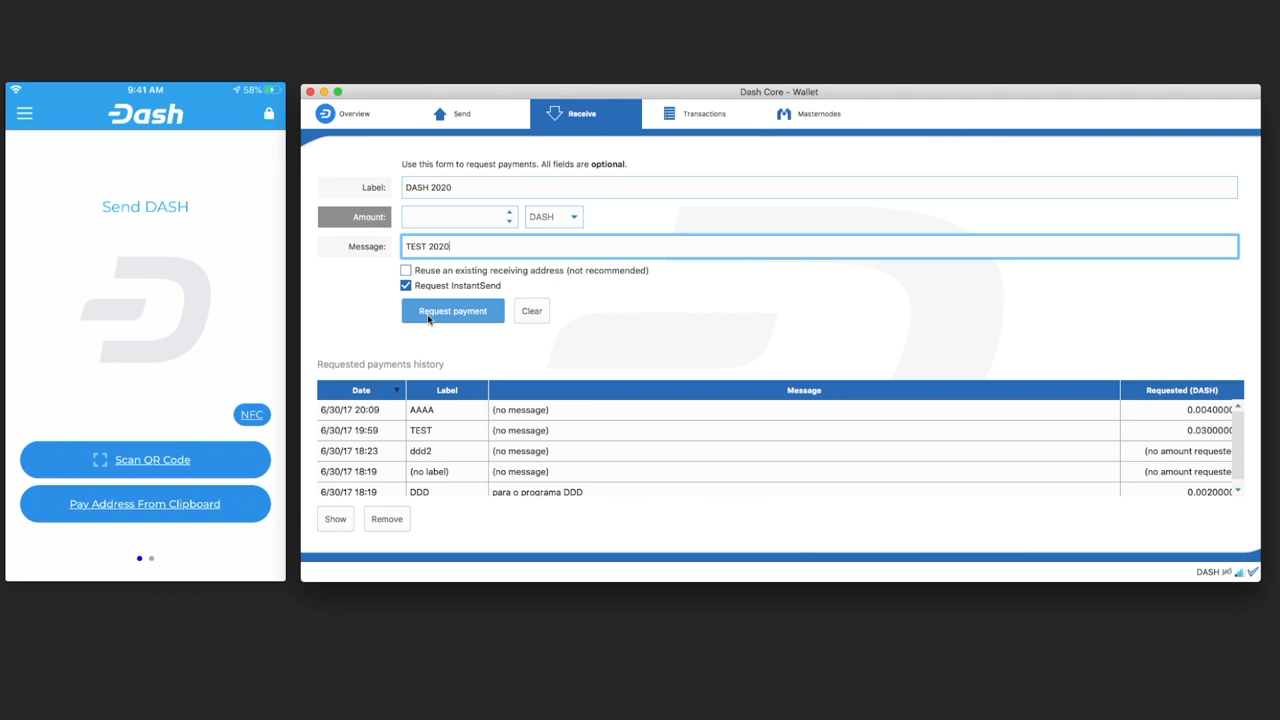 9:41 AM
58%
Dash
Send DASH
NFC
Scan QR Code
Pay Address From Clipboard
Dash Core - Wallet
Overview
Send
Receive
Transactions
Masternodes
Use this form to request payments. All fields are optional.
Label: DASH 2020
Amount: DASH
Message: TEST 2020
Reuse an existing receiving address (not recommended)
Request InstantSend
Request payment Clear
Requested payments history
Date Label Message Requested (DASH)
6/30/17 20:09 AAAA (no message) 0.0040000
6/30/17 19:59 TEST (no message) 0.0300000
6/30/17 18:23 ddd2 (no message) (no amount requeste
6/30/17 18:19 (no label) (no message) (no amount requeste
6/30/17 18:19 DDD para o programa DDD 0.0020000
Show Remove
DASH